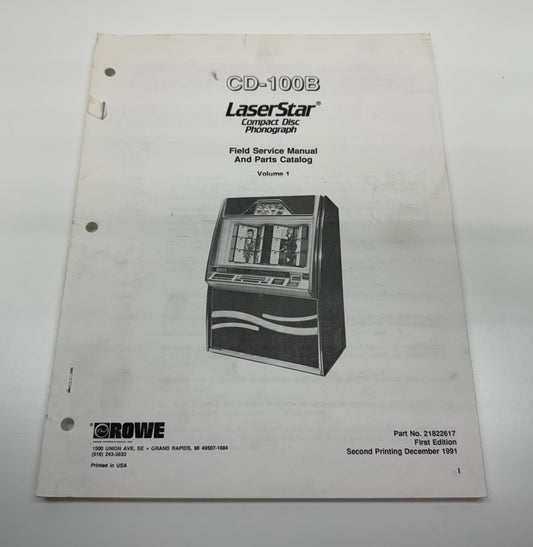 CD-100B
LaserStar®
Compact Disc
Phonograph
Field Service Manual
And Parts Catalog
Volume 1
ROWE
1500 UNION AVE, SE • GRAND RAPIDS, MI 49507-1884
(616) 243-3633
Printed in USA
Part No. 21822617
First Edition
Second Printing December 1991